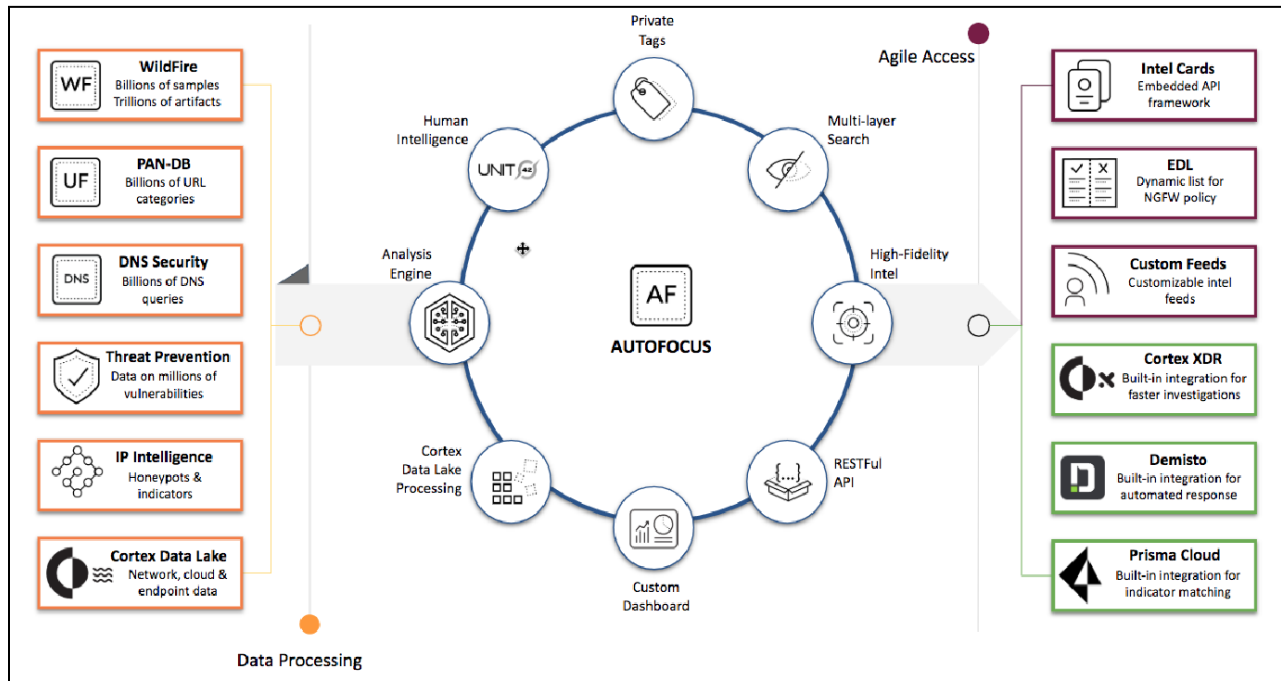 WF
WildFire
Billions of samples
Trillions of artifacts
UF
PAN-DB
Billions of URL
categories
DNS
DNS Security
Billions of DNS
queries
Threat Prevention
Data on millions of
vulnerabilities
IP Intelligence
Honeypots &
indicators
Cortex Data Lake
Network, cloud &
endpoint data
Data Processing
Private
Tags
Human
Intelligence
UNIT 42
Multi-layer
Search
Analysis
Engine
High-Fidelity
Intel
AF
AUTOFOCUS
Cortex
Data Lake
Processing
RESTFul
API
{...}
Custom
Dashboard
Agile Access
Intel Cards
Embedded API
framework
EDL
Dynamic list for
NGFW policy
Custom Feeds
Customizable intel
feeds
Cortex XDR
Built-in integration for
faster investigations
Demisto
Built-in integration for
automated response
Prisma Cloud
Built-in integration for
indicator matching